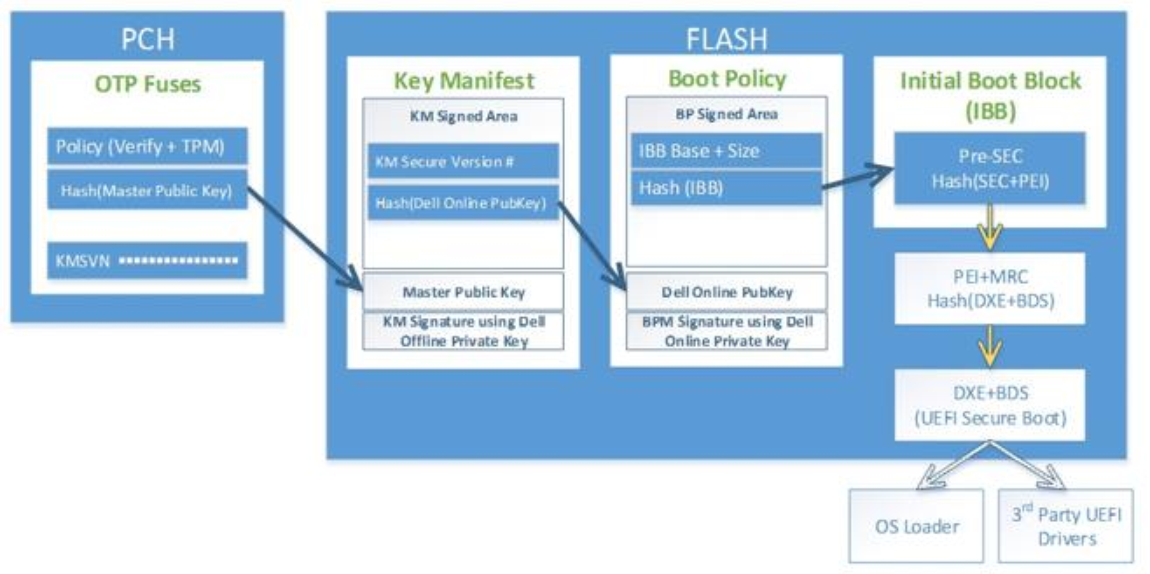 PCH
OTP Fuses
Policy (Verify + TPM)
Hash(Master Public Key)
KMSVN
FLASH
Key Manifest
KM Signed Area
KM Secure Version #
Hash(Dell Online PubKey)
Master Public Key
KM Signature using Dell
Offline Private Key
Boot Policy
BP Signed Area
IBB Base + Size
Hash (IBB)
Dell Online PubKey
BPM Signature using Dell
Online Private Key
Initial Boot Block
(IBB)
Pre-SEC
Hash(SEC+PEI)
PEI+MRC
Hash(DXE+BDS)
DXE+BDS
(UEFI Secure Boot)
OS Loader
3rd Party UEFI
Drivers